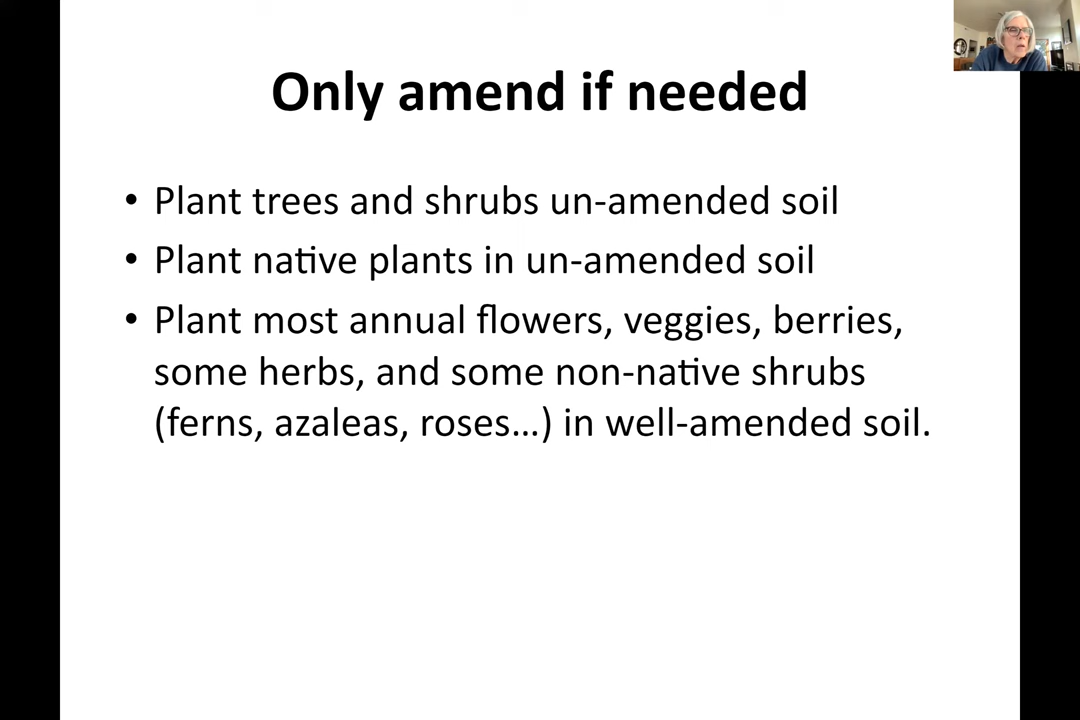 Only amend if needed
• Plant trees and shrubs un-amended soil
• Plant native plants in un-amended soil
• Plant most annual flowers, veggies, berries,
some herbs, and some non-native shrubs
(ferns, azaleas, roses…) in well-amended soil.